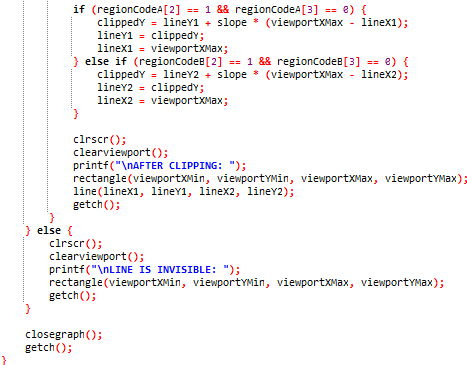 if (regionCodeA[2] == 1 && regionCodeA[3] == 0) {
clippedY = lineY1 + slope * (viewportXMax - lineX1);
lineY1 = clippedY;
lineX1 = viewportXMax;
} else if (regionCodeB[2] == 1 && regionCodeB[3] == 0) {
clippedY = lineY2 + slope * (viewportXMax - lineX2);
lineY2 = clippedY;
lineX2 = viewportXMax;
}
clrscr();
clearviewport();
printf("\nAFTER CLIPPING: ");
rectangle(viewportXMin, viewportYMin, viewportXMax, viewportYMax);
line(lineX1, lineY1, lineX2, lineY2);
getch();
}
} else {
clrscr();
clearviewport();
printf("\nLINE IS INVISIBLE: ");
rectangle(viewportXMin, viewportYMin, viewportXMax, viewportYMax);
getch();
}
closegraph();
getch();
}